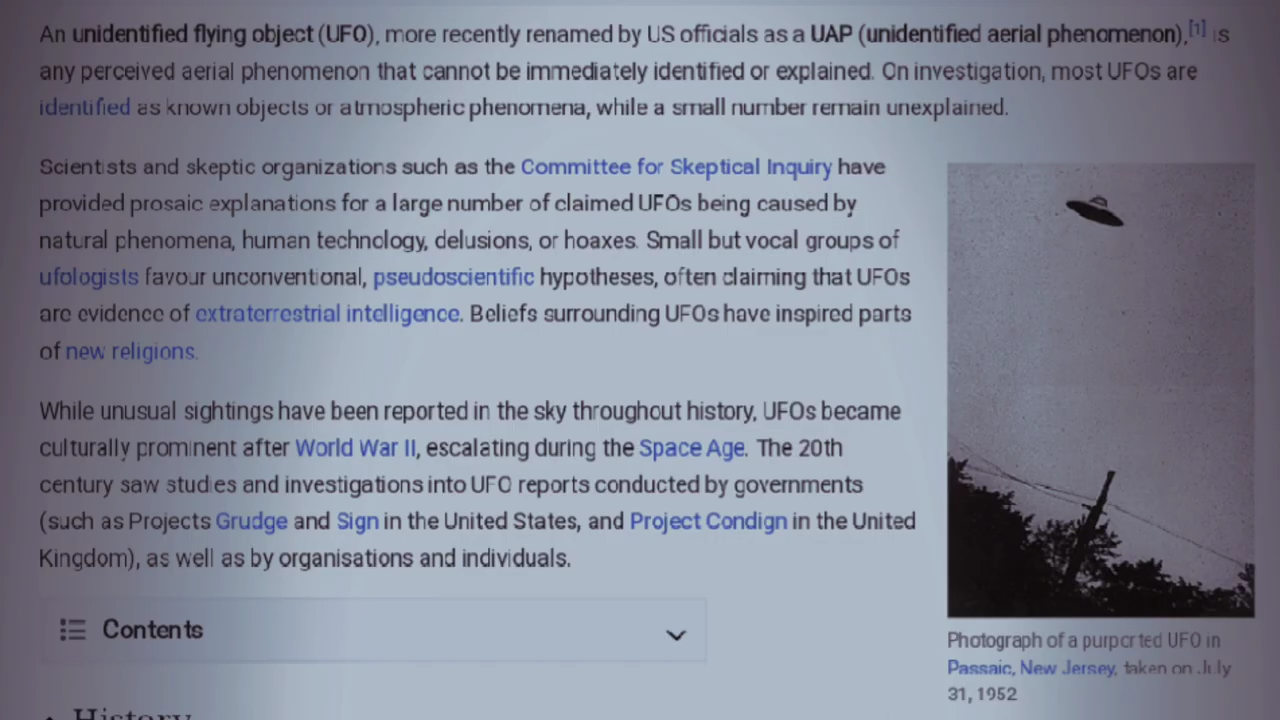 An unidentified flying object (UFO), more recently renamed by US officials as a UAP (unidentified aerial phenomenon),[1] is
any perceived aerial phenomenon that cannot be immediately identified or explained. On investigation, most UFOs are
identified as known objects or atmospheric phenomena, while a small number remain unexplained.
Scientists and skeptic organizations such as the Committee for Skeptical Inquiry have
provided prosaic explanations for a large number of claimed UFOs being caused by
natural phenomena, human technology, delusions, or hoaxes. Small but vocal groups of
ufologists favour unconventional, pseudoscientific hypotheses, often claiming that UFOs
are evidence of extraterrestrial intelligence. Beliefs surrounding UFOs have inspired parts
of new religions.
While unusual sightings have been reported in the sky throughout history, UFOs became
culturally prominent after World War II, escalating during the Space Age. The 20th
century saw studies and investigations into UFO reports conducted by governments
(such as Projects Grudge and Sign in the United States, and Project Condign in the United
Kingdom), as well as by organisations and individuals.
Contents
History
Photograph of a purported UFO in
Passaic, New Jersey, taken on July
31, 1952